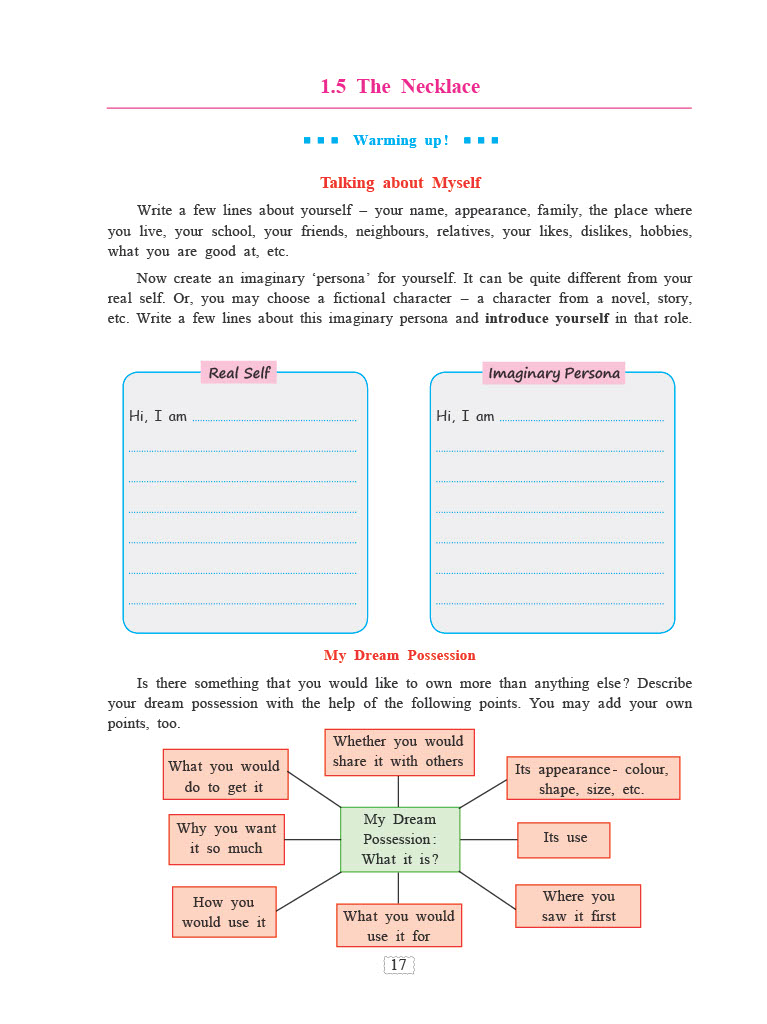 1.5 The Necklace
Warming up!
Talking about Myself
Write a few lines about yourself – your name, appearance, family, the place where
you live, your school, your friends, neighbours, relatives, your likes, dislikes, hobbies,
what you are good at, etc.
Now create an imaginary ‘persona’ for yourself. It can be quite different from your
real self. Or, you may choose a fictional character – a character from a novel, story,
etc. Write a few lines about this imaginary persona and introduce yourself in that role.
Real Self
Hi, I am
Imaginary Persona
Hi, I am
My Dream Possession
Is there something that you would like to own more than anything else? Describe
your dream possession with the help of the following points. You may add your own
points, too.
Whether you would
share it with others
What you would
do to get it
Its appearance- colour,
shape, size, etc.
Why you want
it so much
My Dream
Possession:
What it is?
Its use
How you
would use it
What you would
use it for
Where you
saw it first
17